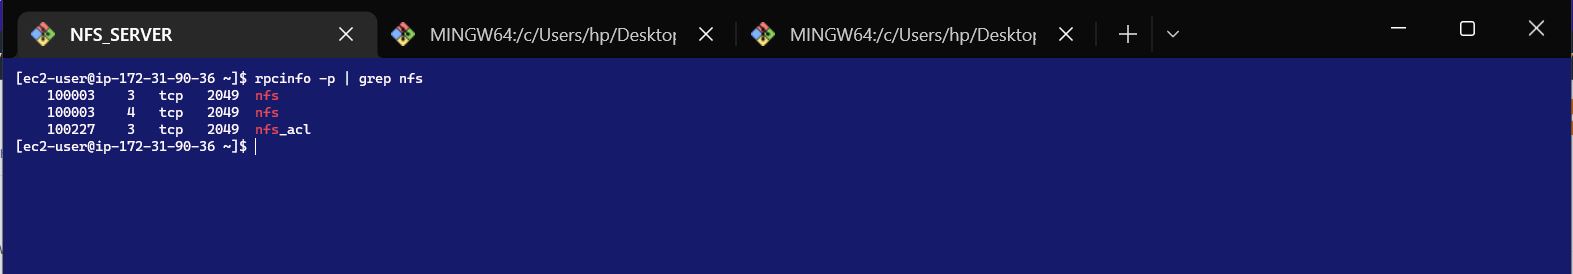 NFS_SERVER
MINGW64:/c/Users/hp/Desktop
MINGW64:/c/Users/hp/Desktop
[ec2-user@ip-172-31-90-36 ~]$ rpcinfo -p | grep nfs
100003 3 tcp 2049 nfs
100003 4 tcp 2049 nfs
100227 3 tcp 2049 nfs_acl
[ec2-user@ip-172-31-90-36 ~]$